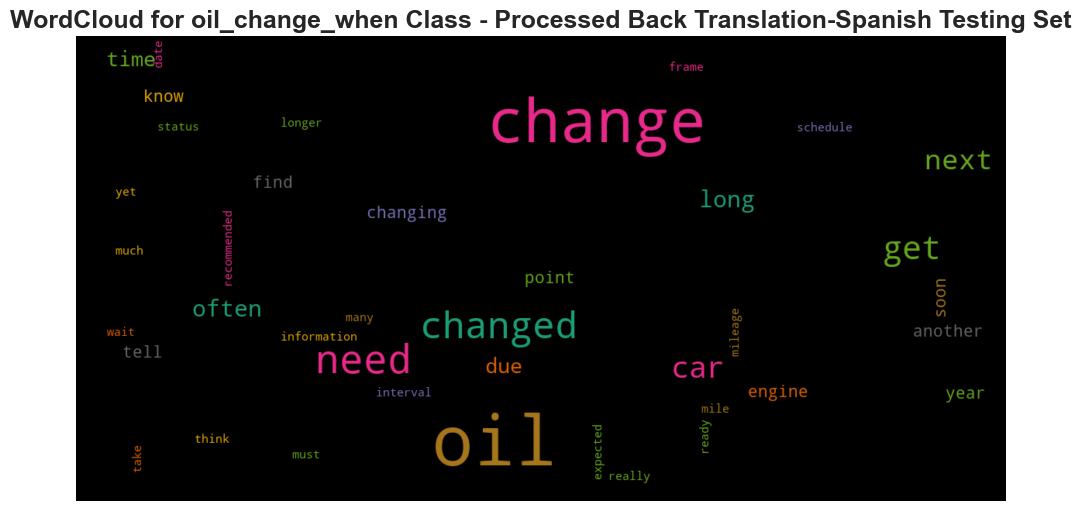 WordCloud for oil_change_when Class - Processed Back Translation-Spanish Testing Set
time
date
know
status
longer
frame
change
schedule
next
yet
find
changing
long
much
recommended
point
get
soon
often
many
changed
mileage
another
wait
tell
information
need
due
car
interval
engine
year
mile
think
oil
ready
take
must
expected
really